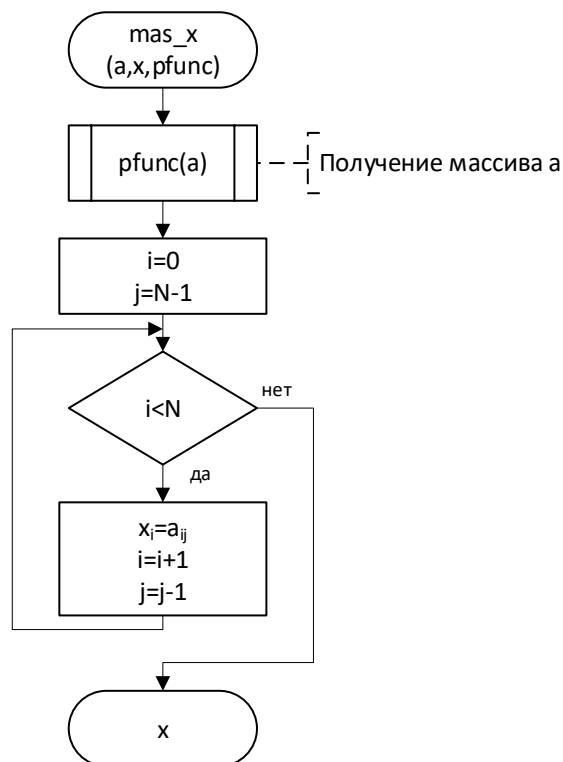 mas_x
(a,x,pfunc)
pfunc(a)
Получение массива a
i=0
j=N-1
i<N
нет
да
xᵢ=aᵢⱼ
i=i+1
j=j-1
x